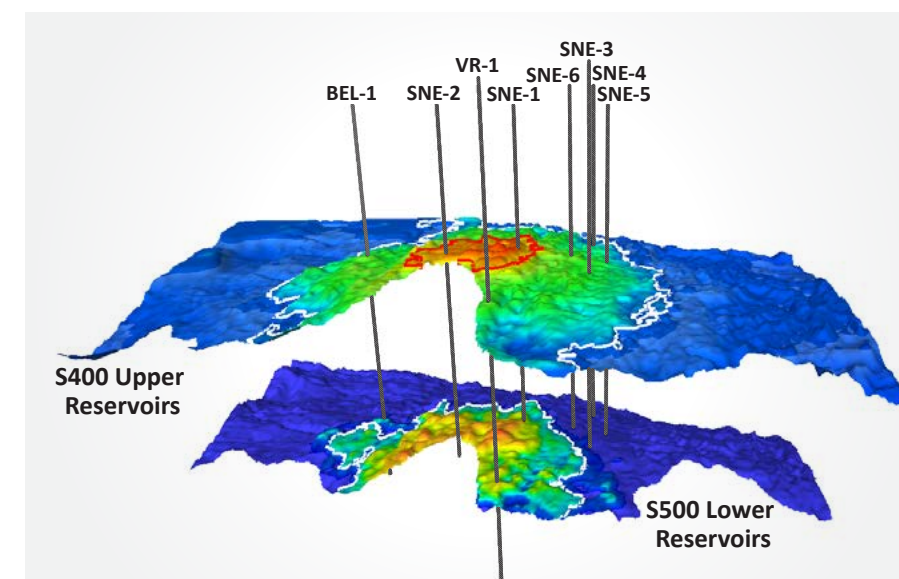 SNE-3
VR-1
SNE-6
SNE-4
BEL-1
SNE-2
SNE-1
SNE-5
S400 Upper
Reservoirs
S500 Lower
Reservoirs